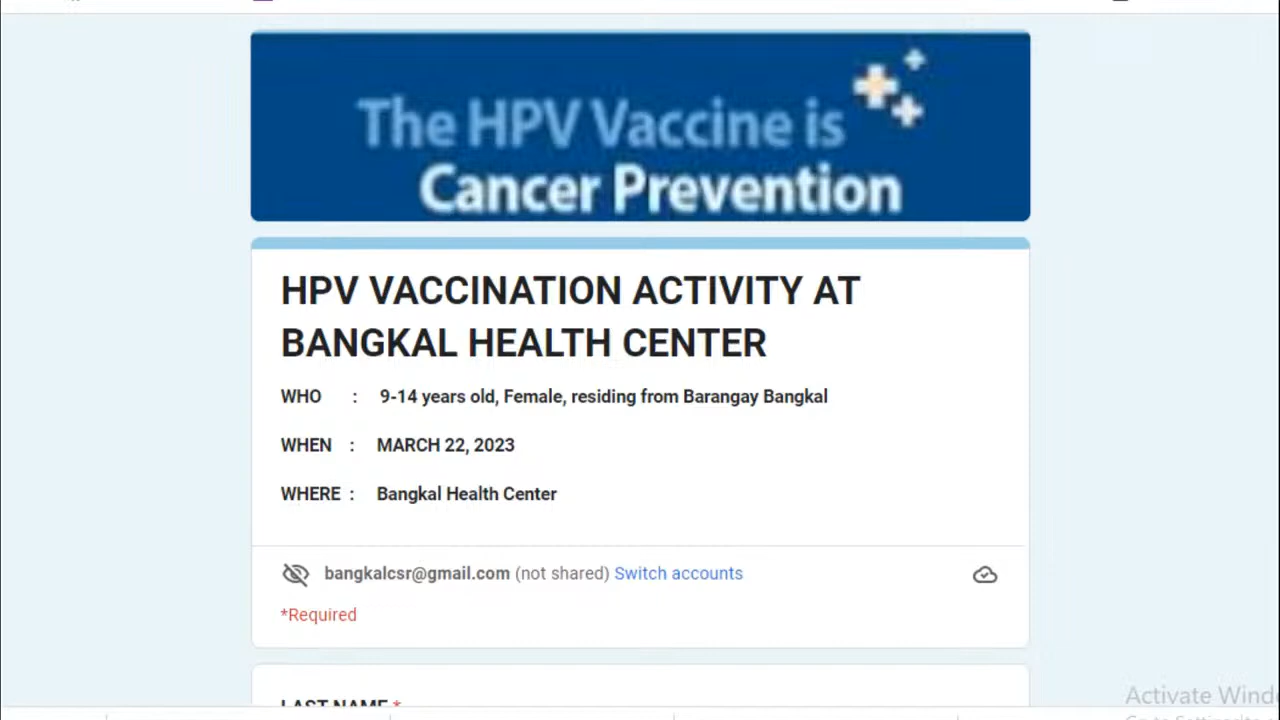 The HPV Vaccine is
Cancer Prevention
HPV VACCINATION ACTIVITY AT
BANGKAL HEALTH CENTER
WHO : 9-14 years old, Female, residing from Barangay Bangkal
WHEN : MARCH 22, 2023
WHERE : Bangkal Health Center
bangkalcsr@gmail.com (not shared) Switch accounts
*Required
LAST NAME *
Activate Wind